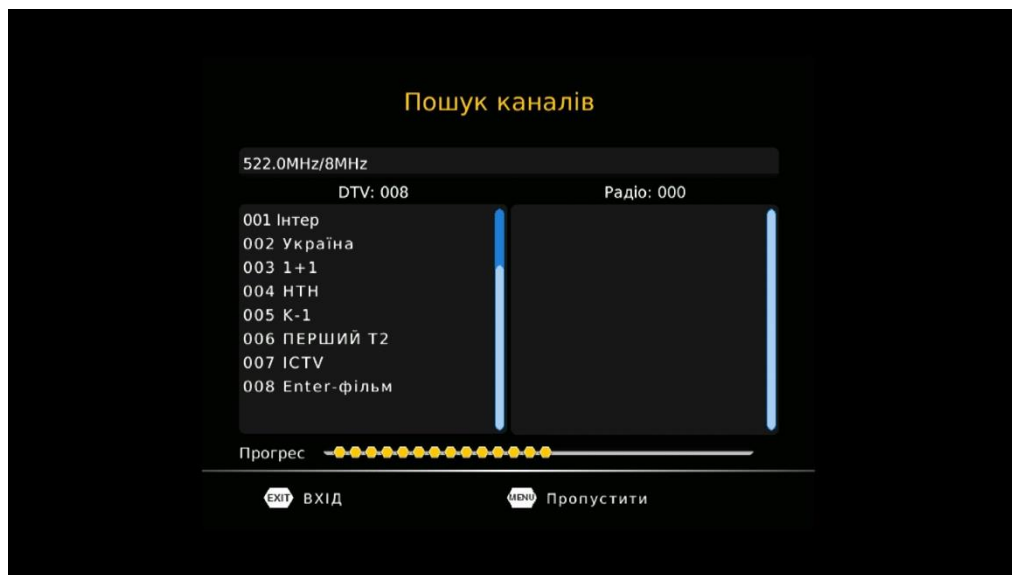 Пошук каналів
522.0MHz/8MHz
DTV: 008
Радіо: 000
001 Інтер
002 Україна
003 1+1
004 НТН
005 К-1
006 ПЕРШИЙ Т2
007 ICTV
008 Enter-фільм
Прогрес
EXIT ВХІД
MENU Пропустити